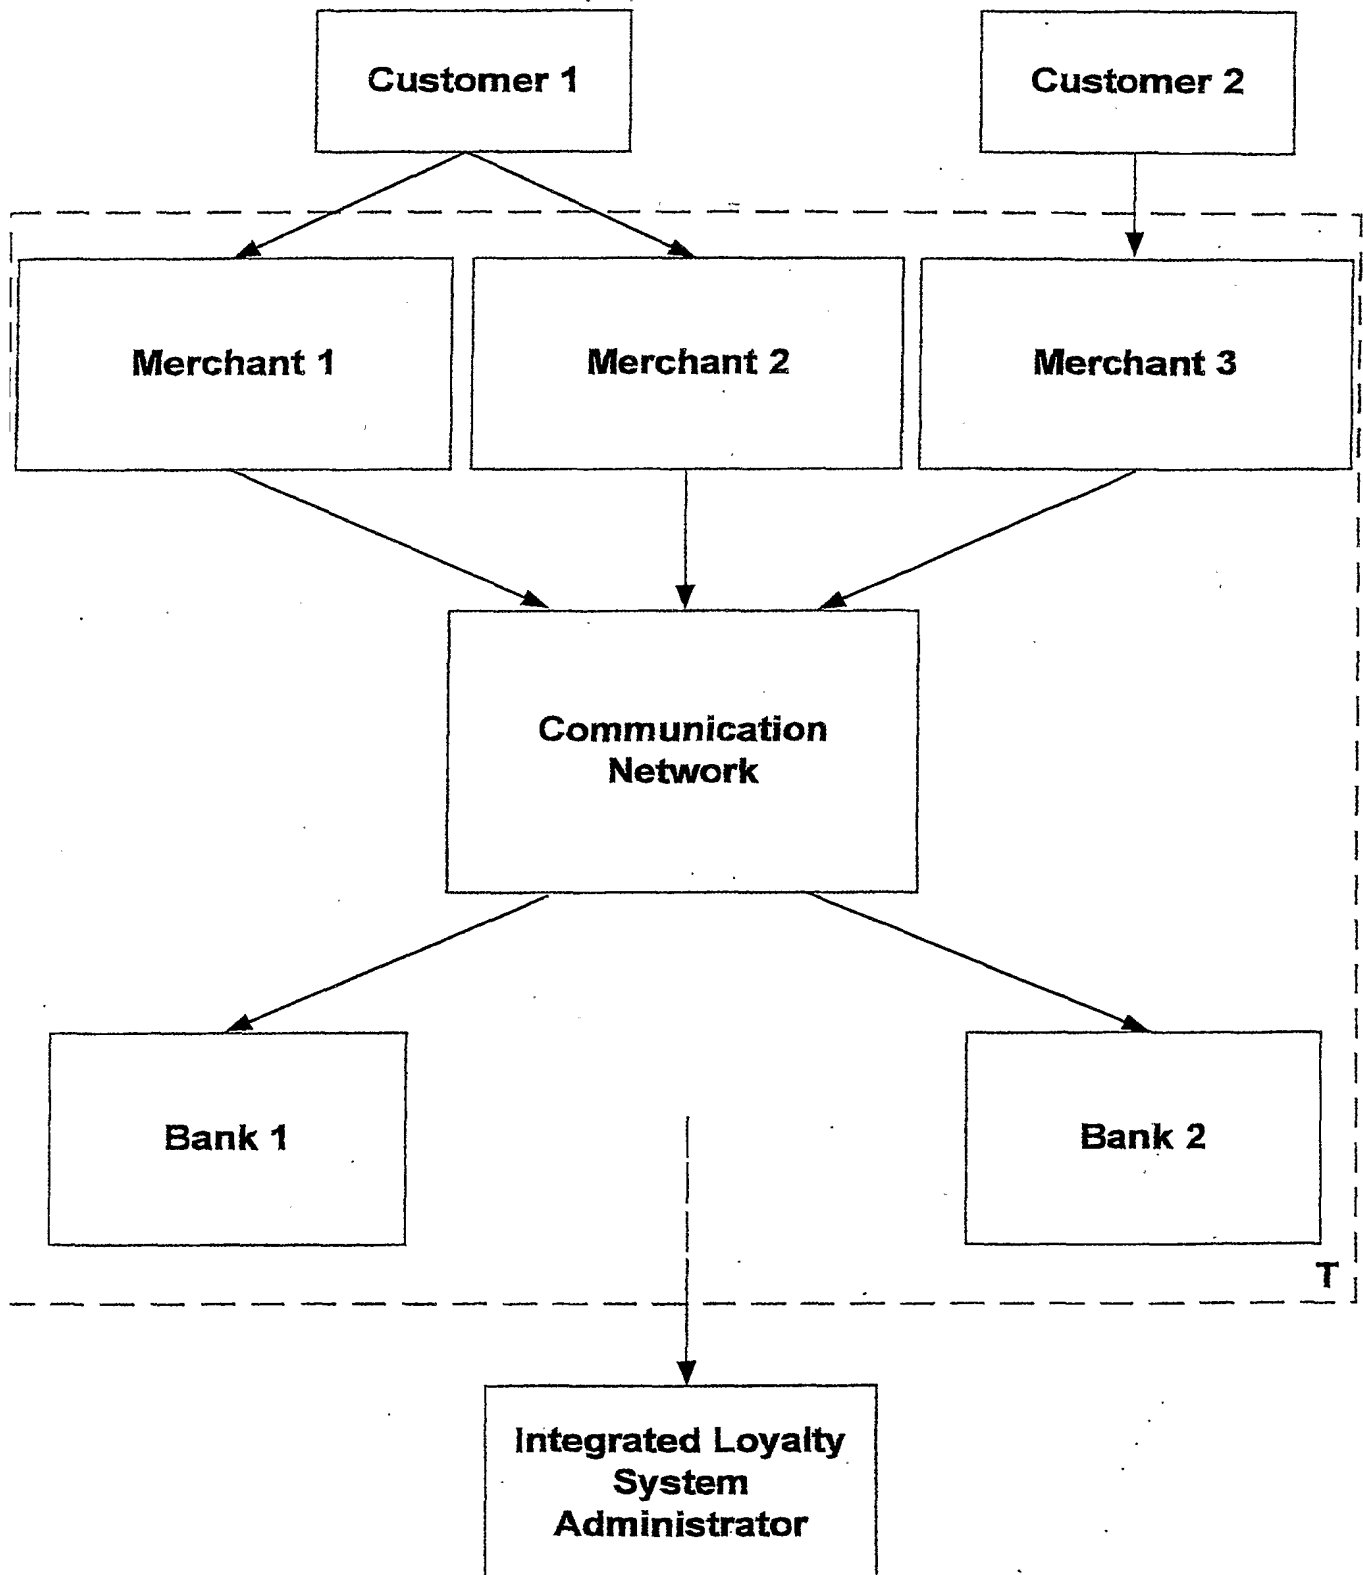 Customer 1
Customer 2
Merchant 1
Merchant 2
Merchant 3
Communication
Network
Bank 1
Bank 2
T
Integrated Loyalty
System
Administrator